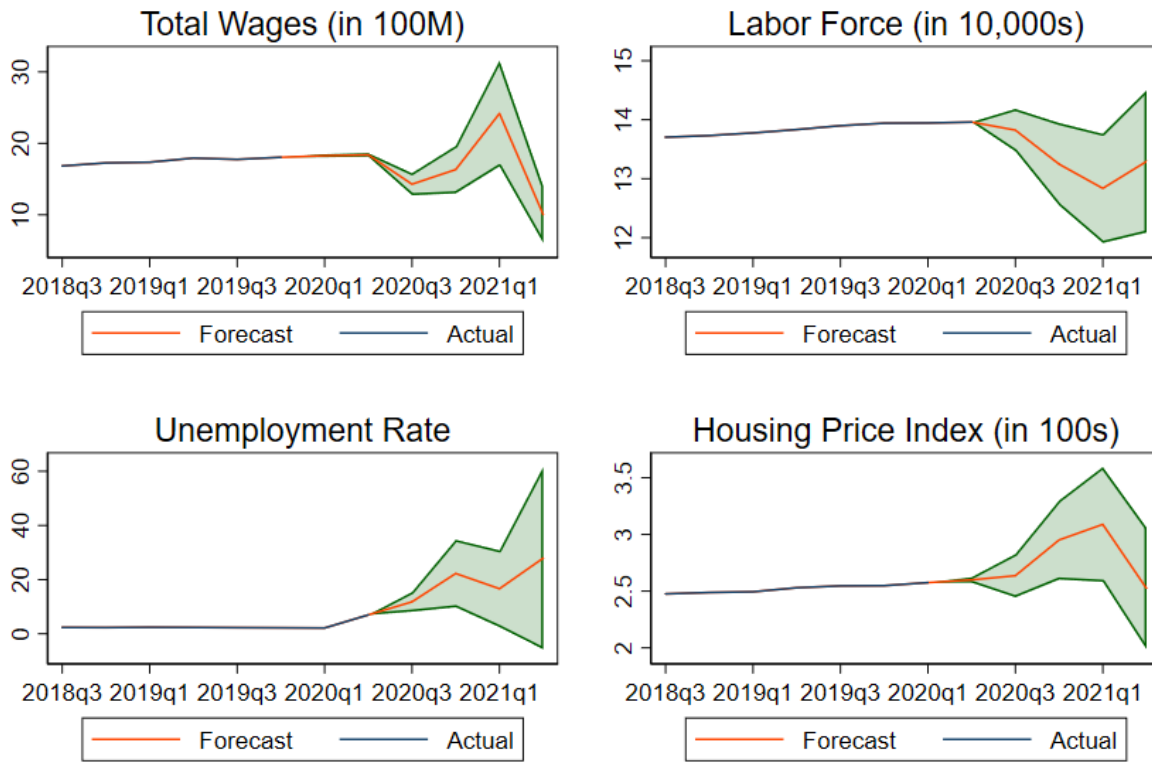 Total Wages (in 100M)
30
20
10
2018q3 2019q1 2019q3 2020q1 2020q3 2021q1
Forecast Actual
Labor Force (in 10,000s)
15
14
13
12
2018q3 2019q1 2019q3 2020q1 2020q3 2021q1
Forecast Actual
Unemployment Rate
60
40
20
0
2018q3 2019q1 2019q3 2020q1 2020q3 2021q1
Forecast Actual
Housing Price Index (in 100s)
3.5
3
2.5
2
2018q3 2019q1 2019q3 2020q1 2020q3 2021q1
Forecast Actual